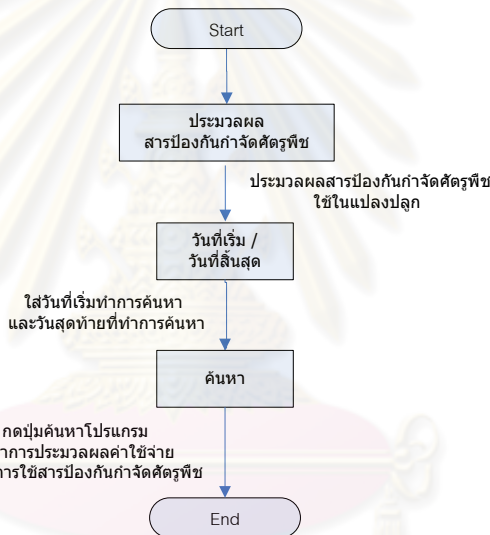 Start
ประมวลผล
สารป้องกันกำจัดศัตรูพืช
ประมวลผลสารป้องกันกำจัดศัตรูพืช
ใช้ในแปลงปลูก
วันที่เริ่ม /
วันที่สิ้นสุด
ใส่วันที่เริ่มทำการค้นหา
และวันสุดท้ายที่ทำการค้นหา
ค้นหา
กดปุ่มค้นหาโปรแกรม
การประมวลผลค่าใช้จ่าย
การใช้สารป้องกันกำจัดศัตรูพืช
End